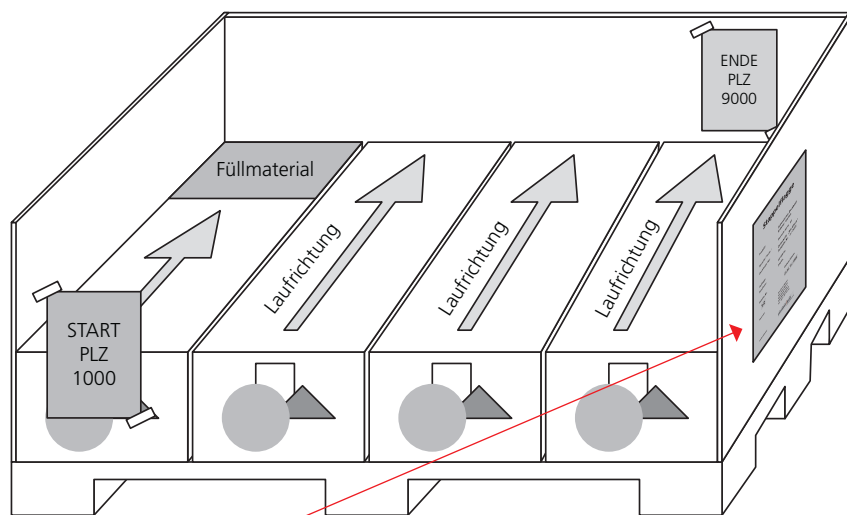 ENDE
PLZ
9000
Füllmaterial
Laufrichtung
Laufrichtung
Laufrichtung
START
PLZ
1000